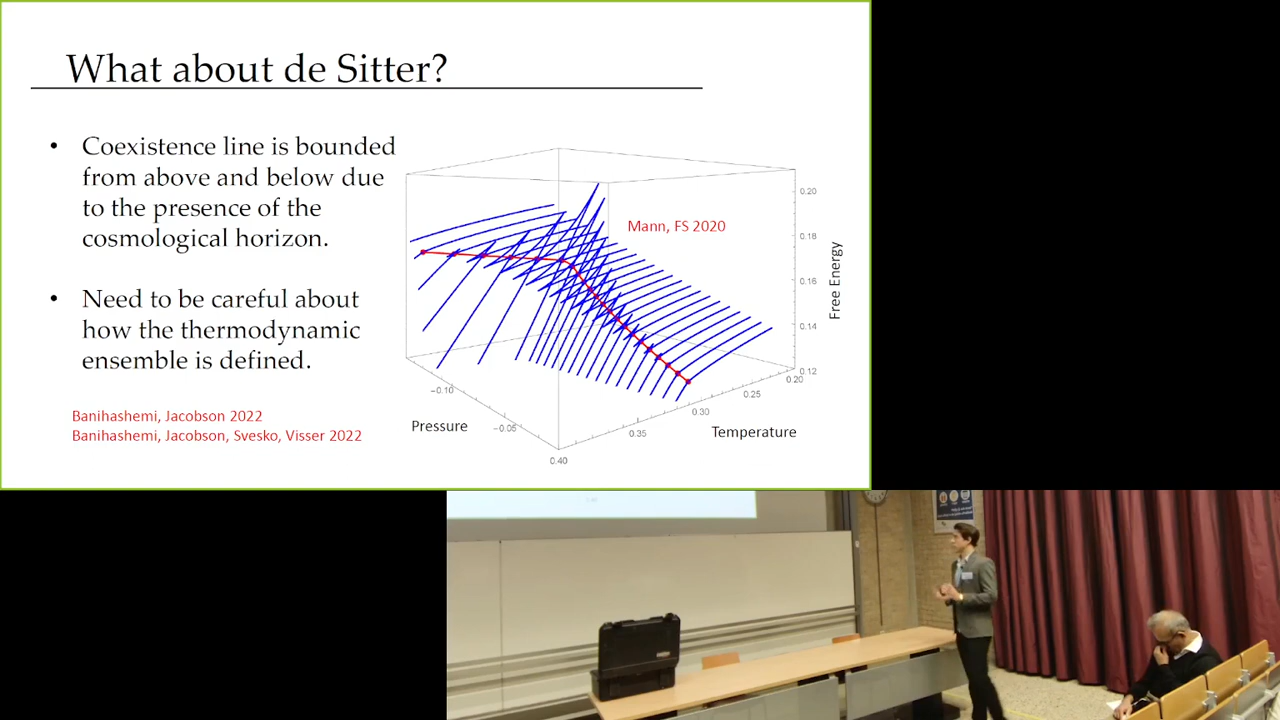 What about de Sitter?
• Coexistence line is bounded
from above and below due
to the presence of the
cosmological horizon.
• Need to be careful about
how the thermodynamic
ensemble is defined.
Banihashemi, Jacobson 2022
Banihashemi, Jacobson, Svesko, Visser 2022
Mann, FS 2020
0.20
0.18
0.16
0.14
0.12
Free Energy
0.20
0.25
0.30
0.35
0.40
Temperature
−0.10
−0.05
Pressure